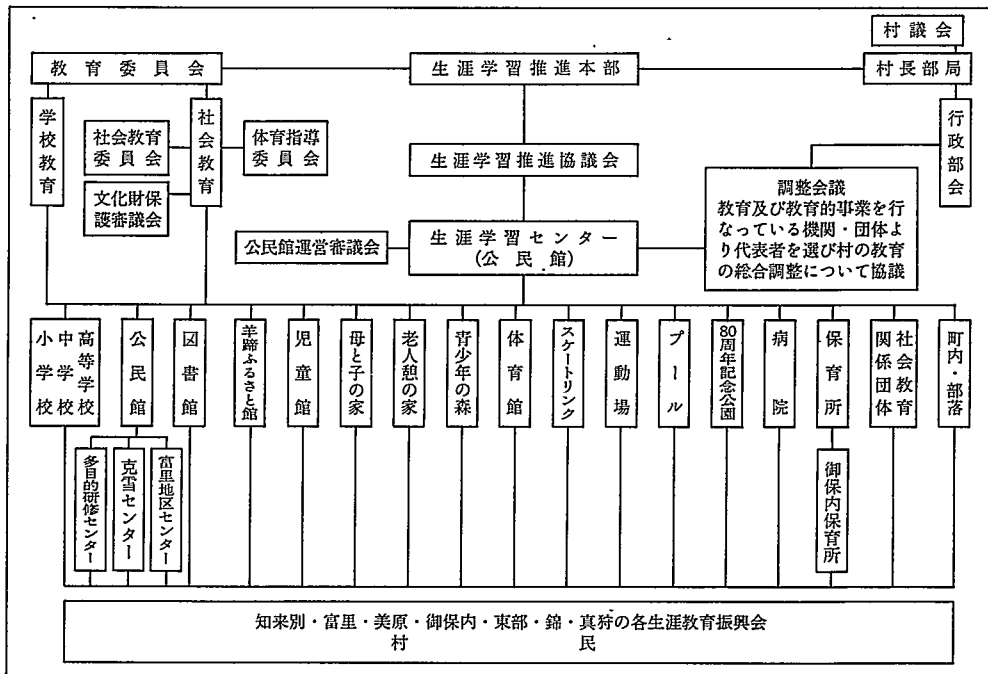 村議会
教育委員会
生涯学習推進本部
村長部局
学校教育
社会教育
社会教育
委員会
体育指導
委員会
文化財保
護審議会
生涯学習推進協議会
行政部会
調整会議
教育及び教育的事業を行
なっている機関・団体よ
り代表者を選び村の教育
の総合調整について協議
公民館運営審議会
生涯学習センター
(公民館)
高等学校
中学校
小学校
公民館
図書館
羊蹄ふるさと館
児童館
母と子の家
老人憩の家
青少年の森
体育館
スケートリンク
運動場
プール
80周年記念公園
病院
保育所
社会教育
関係団体
町内・部落
多目的研修センター
克雪センター
富里地区センター
御保内保育所
知来別・富里・美原・御保内・東部・錦・真狩の各生涯教育振興会
村民